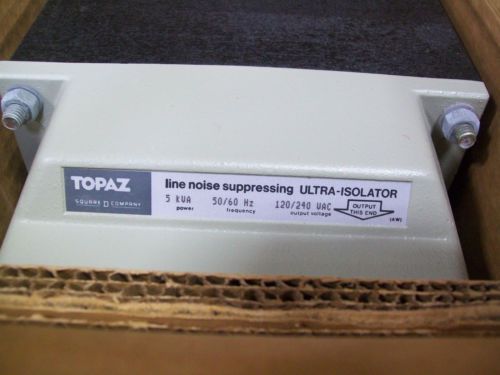 TOPAZ
SQUARE D COMPANY
line noise suppressing ULTRA-ISOLATOR
5 kVA 50/60 Hz 120/240 VAC
power frequency output voltage
OUTPUT
THIS END